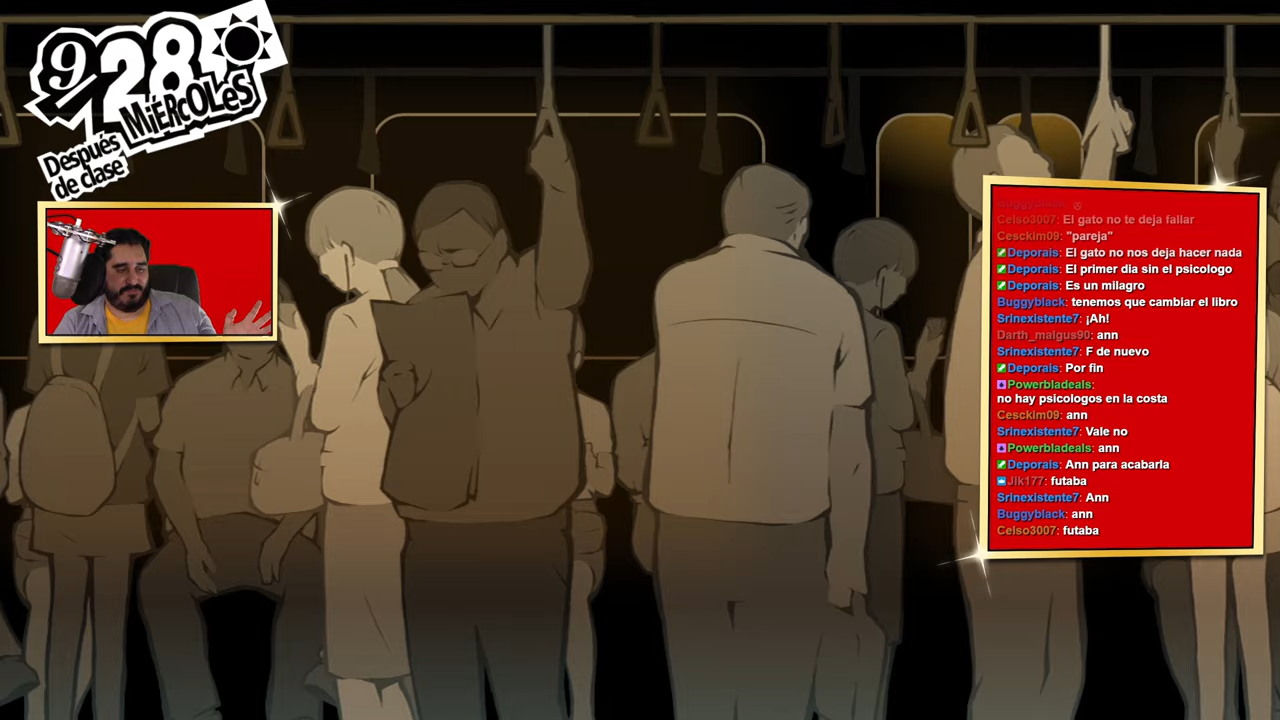 9/28
MiÉRcOLeS
Después
de clase
Buggyblack:
Celso3007: El gato no te deja fallar
Cesckim09: "pareja"
Deporais: El gato no nos deja hacer nada
Deporais: El primer dia sin el psicologo
Deporais: Es un milagro
Buggyblack: tenemos que cambiar el libro
Srinexistente7: ¡Ah!
Darth_malgus90: ann
Srinexistente7: F de nuevo
Deporais: Por fin
Powerbladeals:
no hay psicologos en la costa
Cesckim09: ann
Srinexistente7: Vale no
Powerbladeals: ann
Deporais: Ann para acabarla
Jlk177: futaba
Srinexistente7: Ann
Buggyblack: ann
Celso3007: futaba